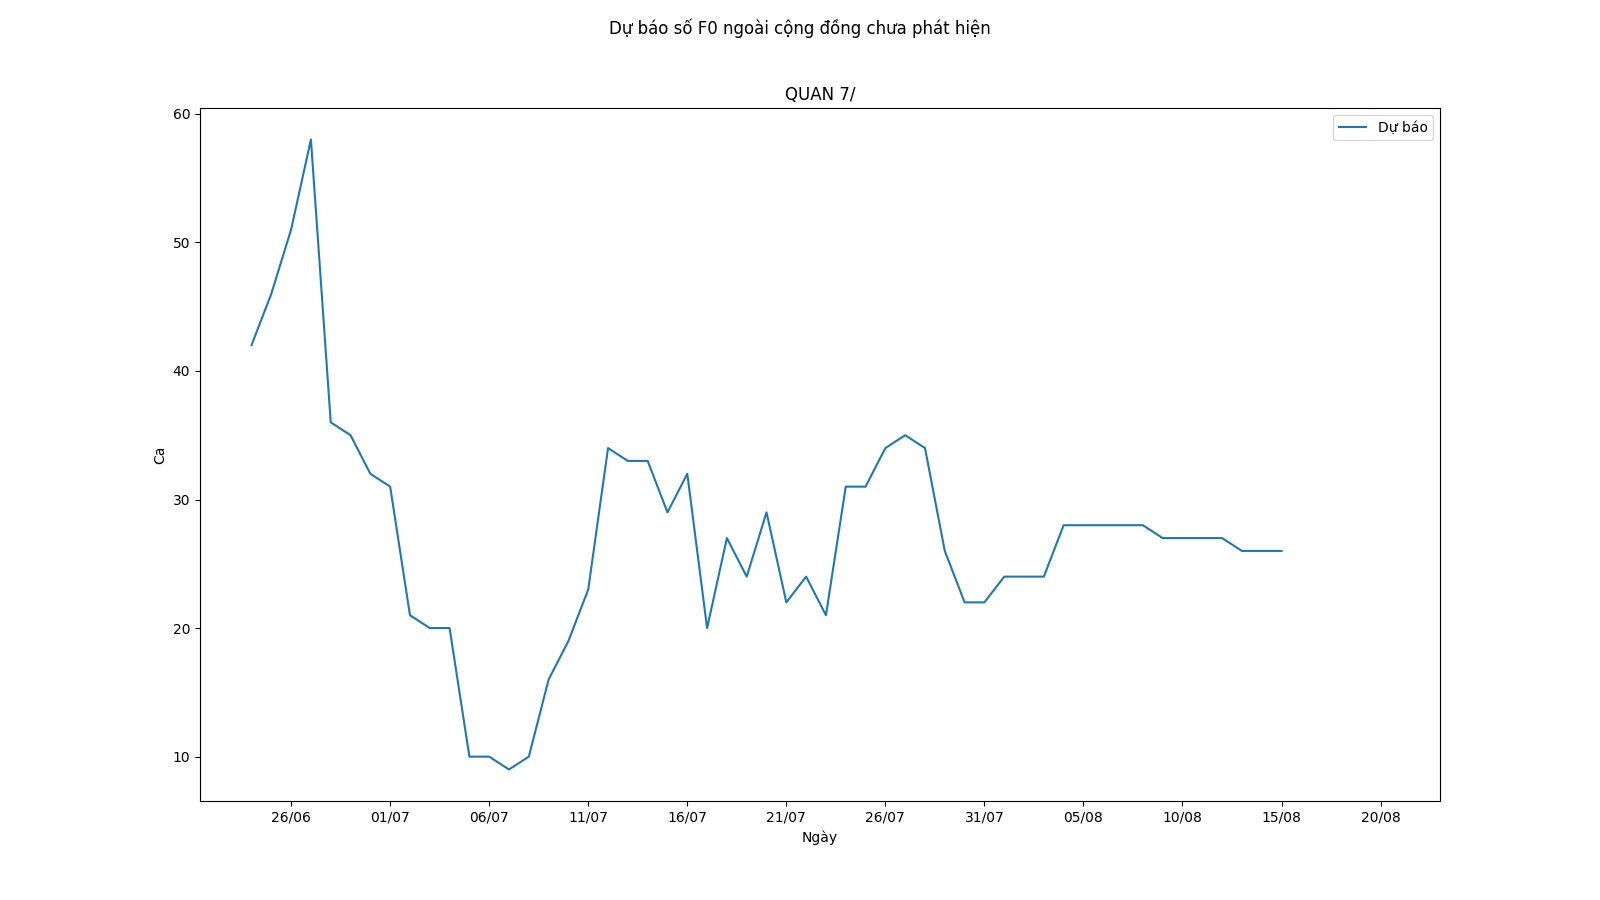 Dự báo số F0 ngoài cộng đồng chưa phát hiện
QUAN 7/
Dự báo
60
50
40
30
20
10
Ca
26/06 01/07 06/07 11/07 16/07 21/07 26/07 31/07 05/08 10/08 15/08 20/08
Ngày